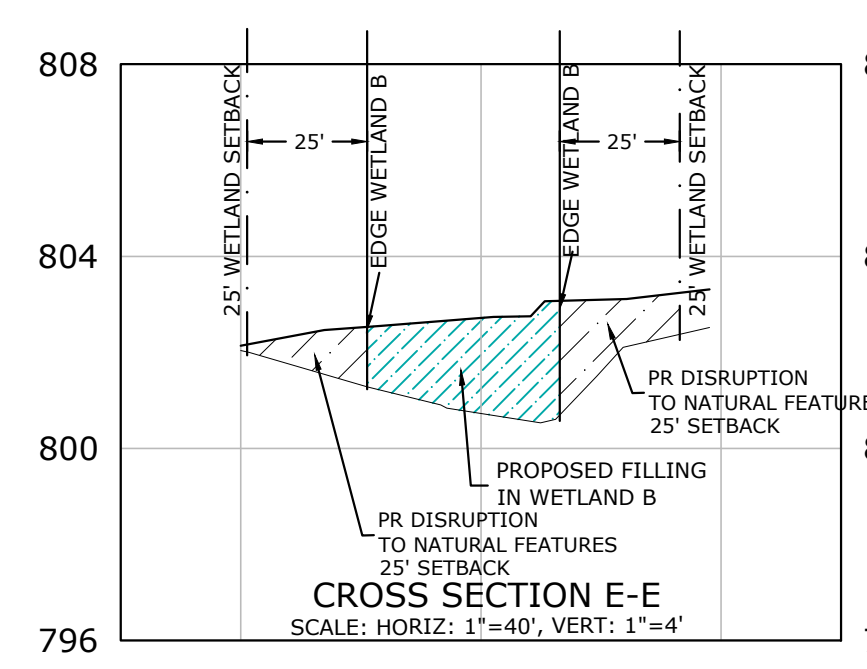 808
804
800
796
25' WETLAND SETBACK
25'
EDGE WETLAND B
EDGE WETLAND B
25'
25' WETLAND SETBACK
PR DISRUPTION
TO NATURAL FEATURE
25' SETBACK
PROPOSED FILLING
IN WETLAND B
PR DISRUPTION
TO NATURAL FEATURES
25' SETBACK
CROSS SECTION E-E
SCALE: HORIZ: 1"=40', VERT: 1"=4'